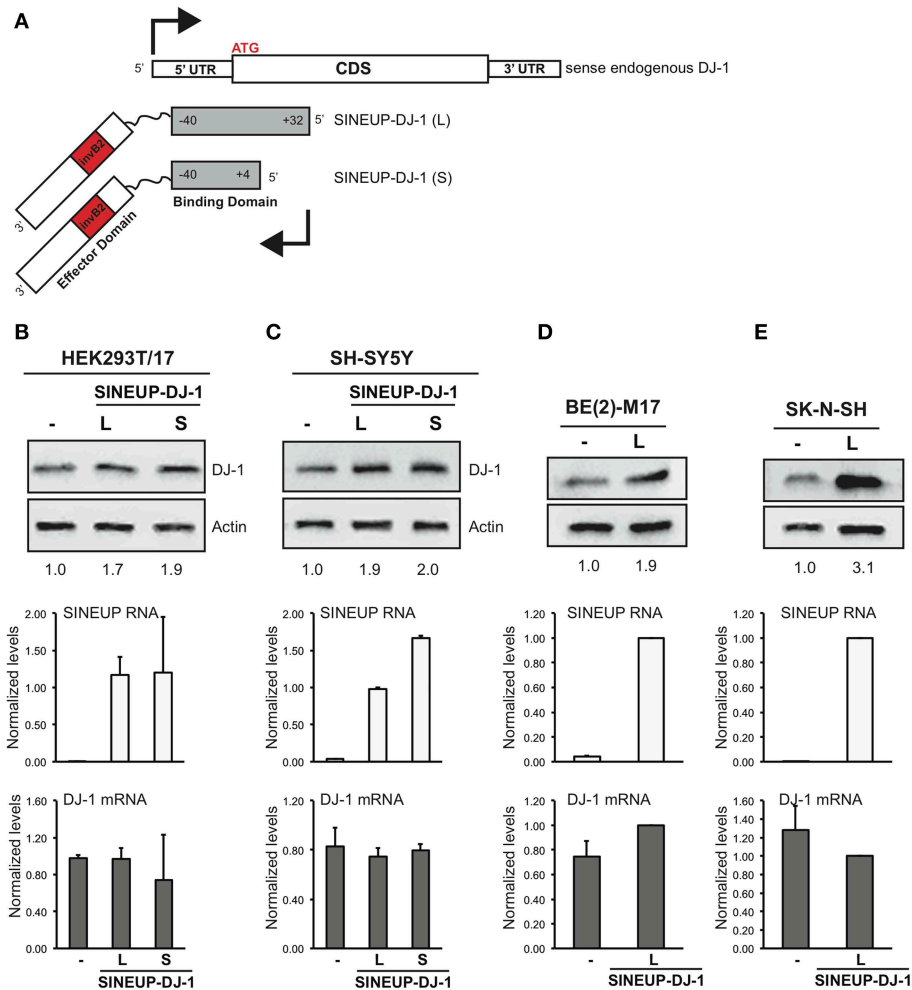 A
ATG
5' 5' UTR CDS 3' UTR sense endogenous DJ-1
-40 +32 5' SINEUP-DJ-1 (L)
invB2
-40 +4 5' SINEUP-DJ-1 (S)
invB2
Binding Domain
3'
Effector Domain
3'
B
HEK293T/17
SINEUP-DJ-1
- L S
DJ-1
Actin
1.0 1.7 1.9
SINEUP RNA
Normalized levels
2.00
1.50
1.00
0.50
0.00
DJ-1 mRNA
Normalized levels
1.60
1.20
0.80
0.40
0.00
- L S
SINEUP-DJ-1
C
SH-SY5Y
SINEUP-DJ-1
- L S
DJ-1
Actin
1.0 1.9 2.0
SINEUP RNA
Normalized levels
2.00
1.50
1.00
0.50
0.00
DJ-1 mRNA
Normalized levels
1.20
0.80
0.40
0.00
- L S
SINEUP-DJ-1
D
BE(2)-M17
- L
1.0 1.9
SINEUP RNA
Normalized levels
1.20
1.00
0.80
0.60
0.40
0.20
0.00
DJ-1 mRNA
Normalized levels
1.20
1.00
0.80
0.60
0.40
0.20
0.00
- L
SINEUP-DJ-1
E
SK-N-SH
- L
1.0 3.1
SINEUP RNA
Normalized levels
1.20
1.00
0.80
0.60
0.40
0.20
0.00
DJ-1 mRNA
Normalized levels
1.60
1.40
1.20
1.00
0.80
0.60
0.40
0.20
0.00
- L
SINEUP-DJ-1